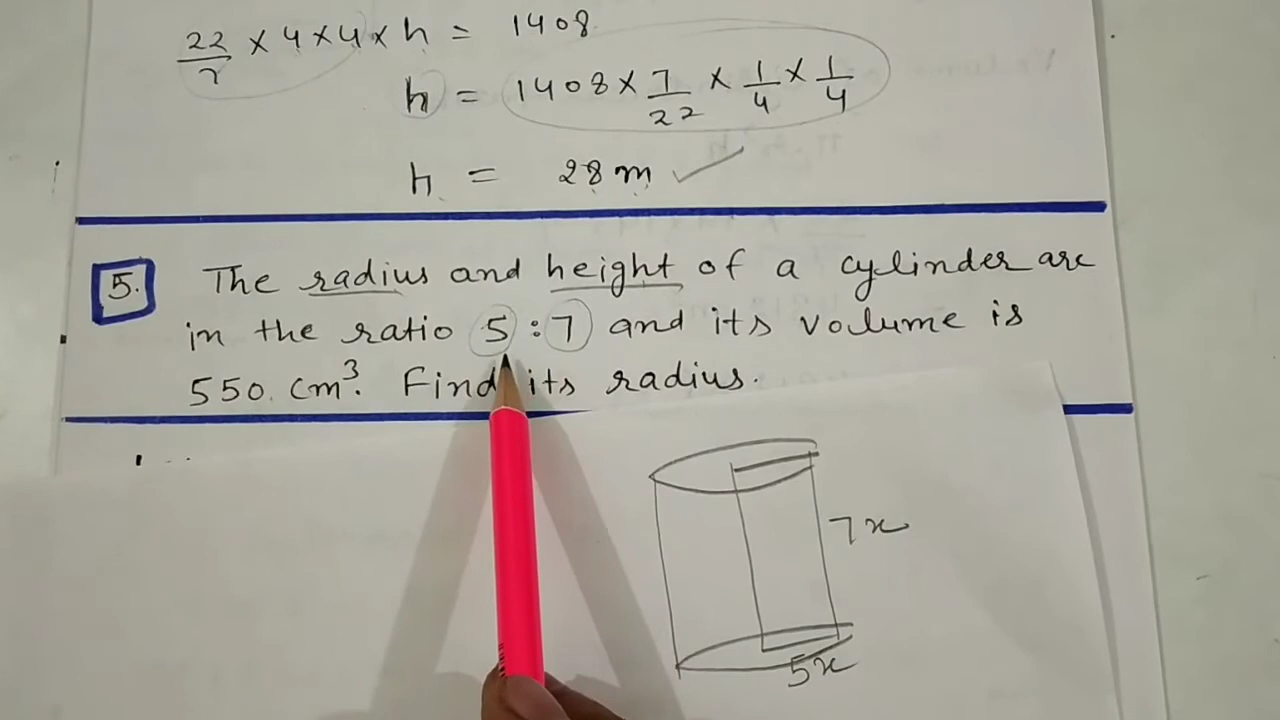 22/7 × 4 × 4 × h = 1408
h = 1408 × 7/22 × 1/4 × 1/4
h = 28 m ✓
5. The radius and height of a cylinder are
in the ratio 5 : 7 and its volume is
550 cm³. Find its radius.
7x
5x